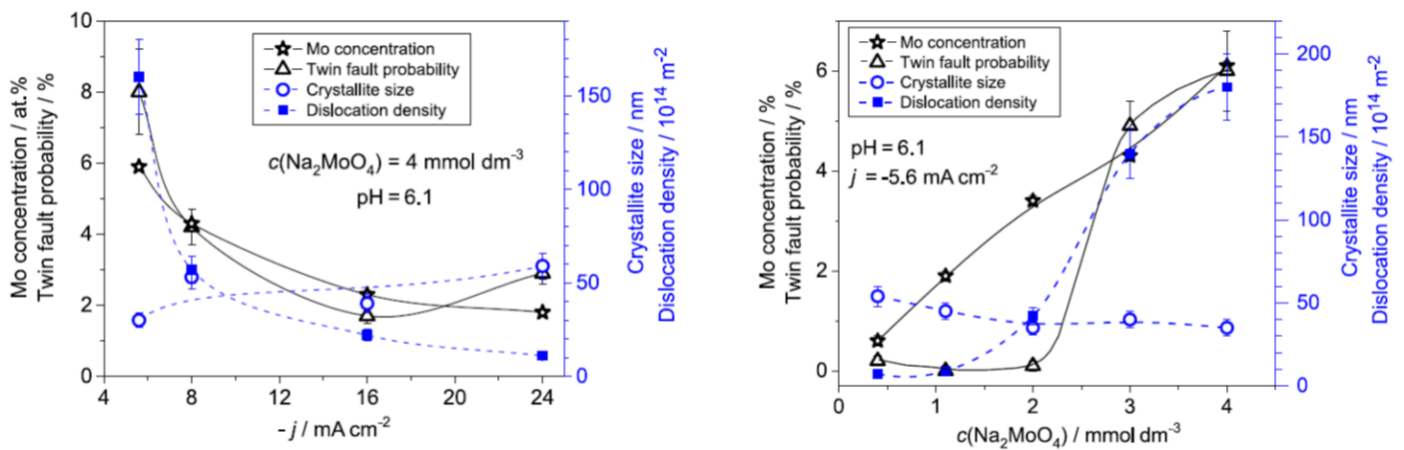 10
8
6
4
2
0
Mo concentration / at.%
Twin fault probability / %
Mo concentration
Twin fault probability
Crystallite size
Dislocation density
c(Na₂MoO₄) = 4 mmol dm⁻³
pH = 6.1
150
100
50
0
Crystallite size / nm
Dislocation density / 10¹⁴ m⁻²
4 8 12 16 20 24
- j / mA cm⁻²
6
4
2
0
Mo concentration / %
Twin fault probability / %
Mo concentration
Twin fault probability
Crystallite size
Dislocation density
pH = 6.1
j = -5.6 mA cm⁻²
200
150
100
50
0
Crystallite size / nm
Dislocation density / 10¹⁴ m⁻²
0 1 2 3 4
c(Na₂MoO₄) / mmol dm⁻³